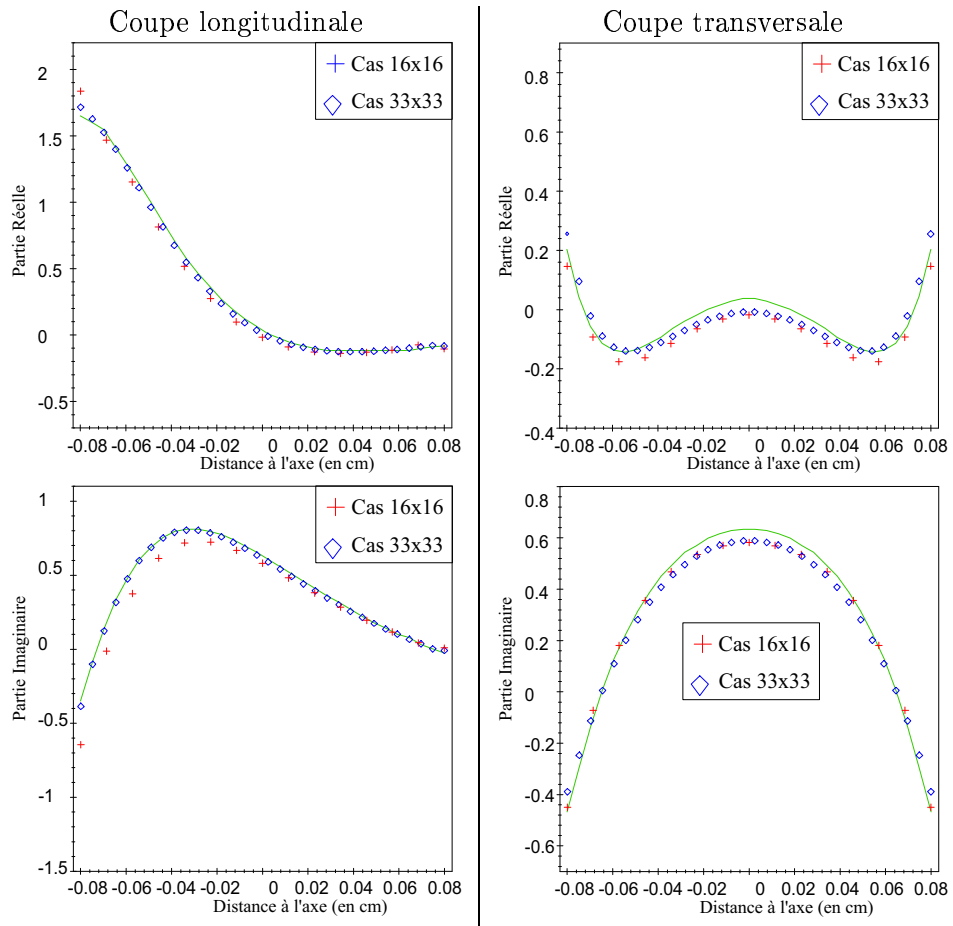 Coupe longitudinale
Cas 16x16
Cas 33x33
2
1.5
1
0.5
0
-0.5
Partie Réelle
-0.08 -0.06 -0.04 -0.02 0 0.02 0.04 0.06 0.08
Distance à l'axe (en cm)
Coupe transversale
Cas 16x16
Cas 33x33
0.8
0.6
0.4
0.2
0
-0.2
-0.4
Partie Réelle
-0.08 -0.06 -0.04 -0.02 0 0.02 0.04 0.06 0.08
Distance à l'axe (en cm)
Cas 16x16
Cas 33x33
1
0.5
0
-0.5
-1
-1.5
Partie Imaginaire
-0.08 -0.06 -0.04 -0.02 0 0.02 0.04 0.06 0.08
Distance à l'axe (en cm)
0.8
0.6
0.4
0.2
0
-0.2
-0.4
-0.6
Partie Imaginaire
Cas 16x16
Cas 33x33
-0.08 -0.06 -0.04 -0.02 0 0.02 0.04 0.06 0.08
Distance à l'axe (en cm)